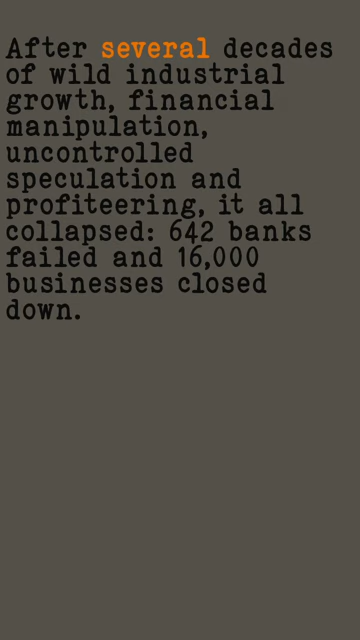 After several decades
of wild industrial
growth, financial
manipulation,
uncontrolled
speculation and
profiteering, it all
collapsed: 642 banks
failed and 16,000
businesses closed
down.